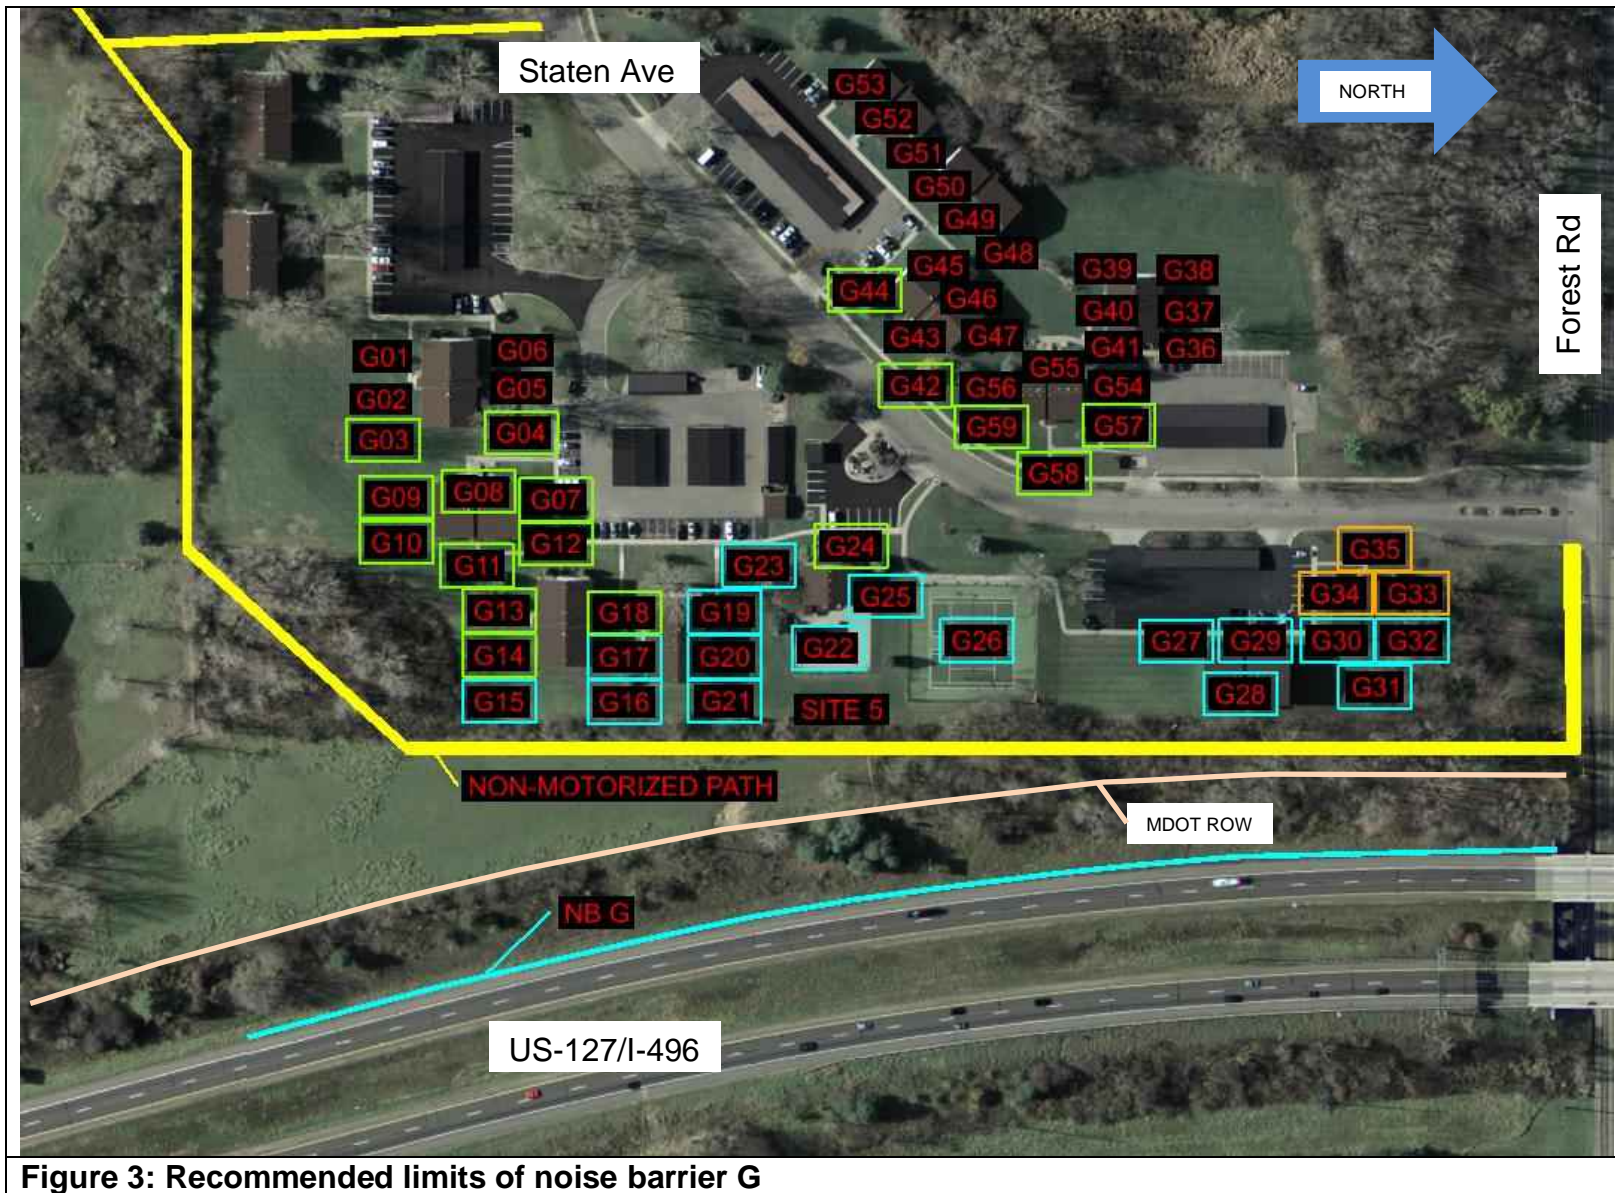 Staten Ave
G53
NORTH
G52
G51
G50
G49
Forest Rd
G48
G45
G39 G38
G44
G46
G40 G37
G43 G47
G41 G36
G01 G06
G55
G02 G05
G42 G56 G54
G03 G04
G59 G57
G58
G09 G08 G07
G10 G12
G11
G24
G35
G23
G34 G33
G25
G13 G18 G19
G14 G17 G20
G22 G26
G27 G29 G30 G32
G15 G16 G21
SITE 5
G28 G31
NON-MOTORIZED PATH
MDOT ROW
NB G
US-127/I-496
Figure 3: Recommended limits of noise barrier G